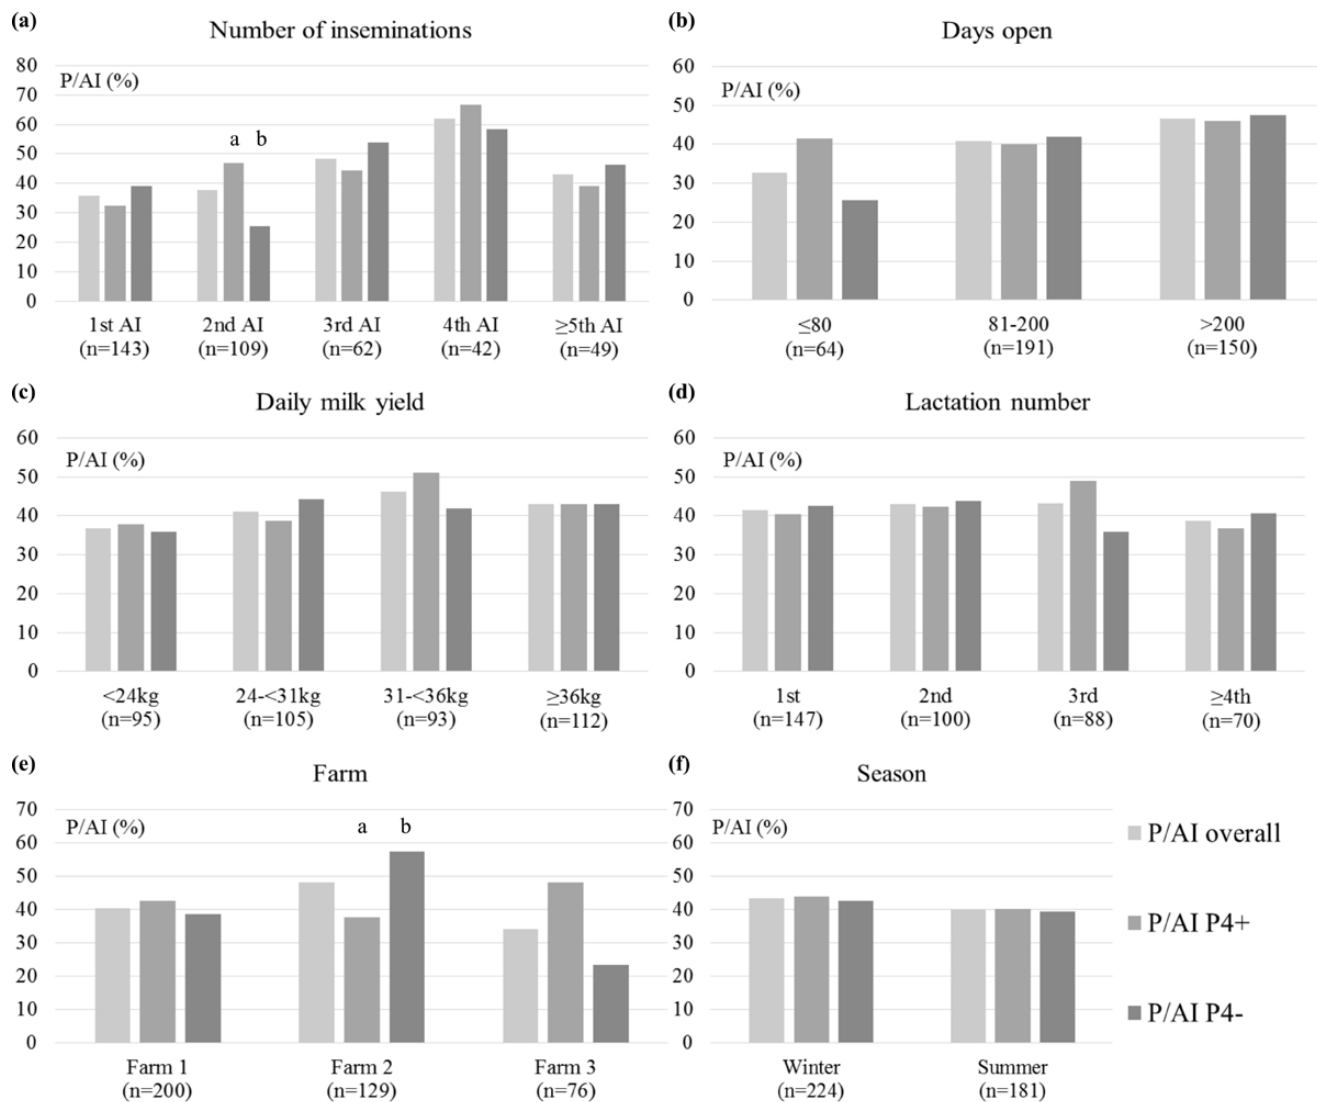 (a)
Number of inseminations
80
P/AI (%)
70
60
50
40
30
20
10
0
a b
1st AI 2nd AI 3rd AI 4th AI ≥5th AI
(n=143) (n=109) (n=62) (n=42) (n=49)
(b)
Days open
60
P/AI (%)
50
40
30
20
10
0
≤80 81-200 >200
(n=64) (n=191) (n=150)
(c)
Daily milk yield
60
P/AI (%)
50
40
30
20
10
0
<24kg 24-<31kg 31-<36kg ≥36kg
(n=95) (n=105) (n=93) (n=112)
(d)
Lactation number
60
P/AI (%)
50
40
30
20
10
0
1st 2nd 3rd ≥4th
(n=147) (n=100) (n=88) (n=70)
(e)
Farm
70
P/AI (%) a b
60
50
40
30
20
10
0
Farm 1 Farm 2 Farm 3
(n=200) (n=129) (n=76)
(f)
Season
70
P/AI (%)
60
50
40
30
20
10
0
Winter Summer
(n=224) (n=181)
P/AI overall
P/AI P4+
P/AI P4-